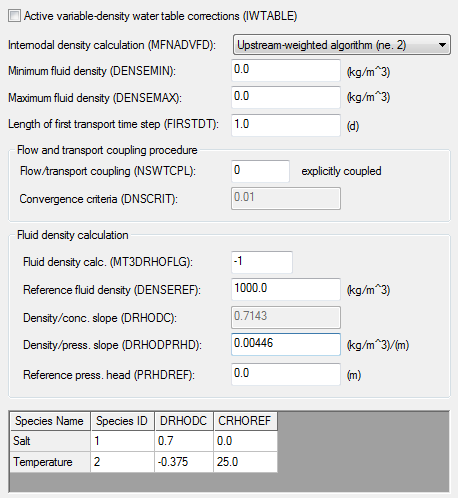 Active variable-density water table corrections (IWTABLE)
Internodal density calculation (MFNADVFD): Upstream-weighted algorithm (ne. 2)
Minimum fluid density (DENSEMIN): 0.0 (kg/m^3)
Maximum fluid density (DENSEMAX): 0.0 (kg/m^3)
Length of first transport time step (FIRSTDT): 1.0 (d)
Flow and transport coupling procedure
Flow/transport coupling (NSWTCPL): 0 explicitly coupled
Convergence criteria (DNSCRIT): 0.01
Fluid density calculation
Fluid density calc. (MT3DRHOFLG): -1
Reference fluid density (DENSEREF): 1000.0 (kg/m^3)
Density/conc. slope (DRHODC): 0.7143
Density/press. slope (DRHODPRHD): 0.00446 (kg/m^3)/(m)
Reference press. head (PRHDREF): 0.0 (m)
Species Name Species ID DRHODC CRHOREF
Salt 1 0.7 0.0
Temperature 2 -0.375 25.0